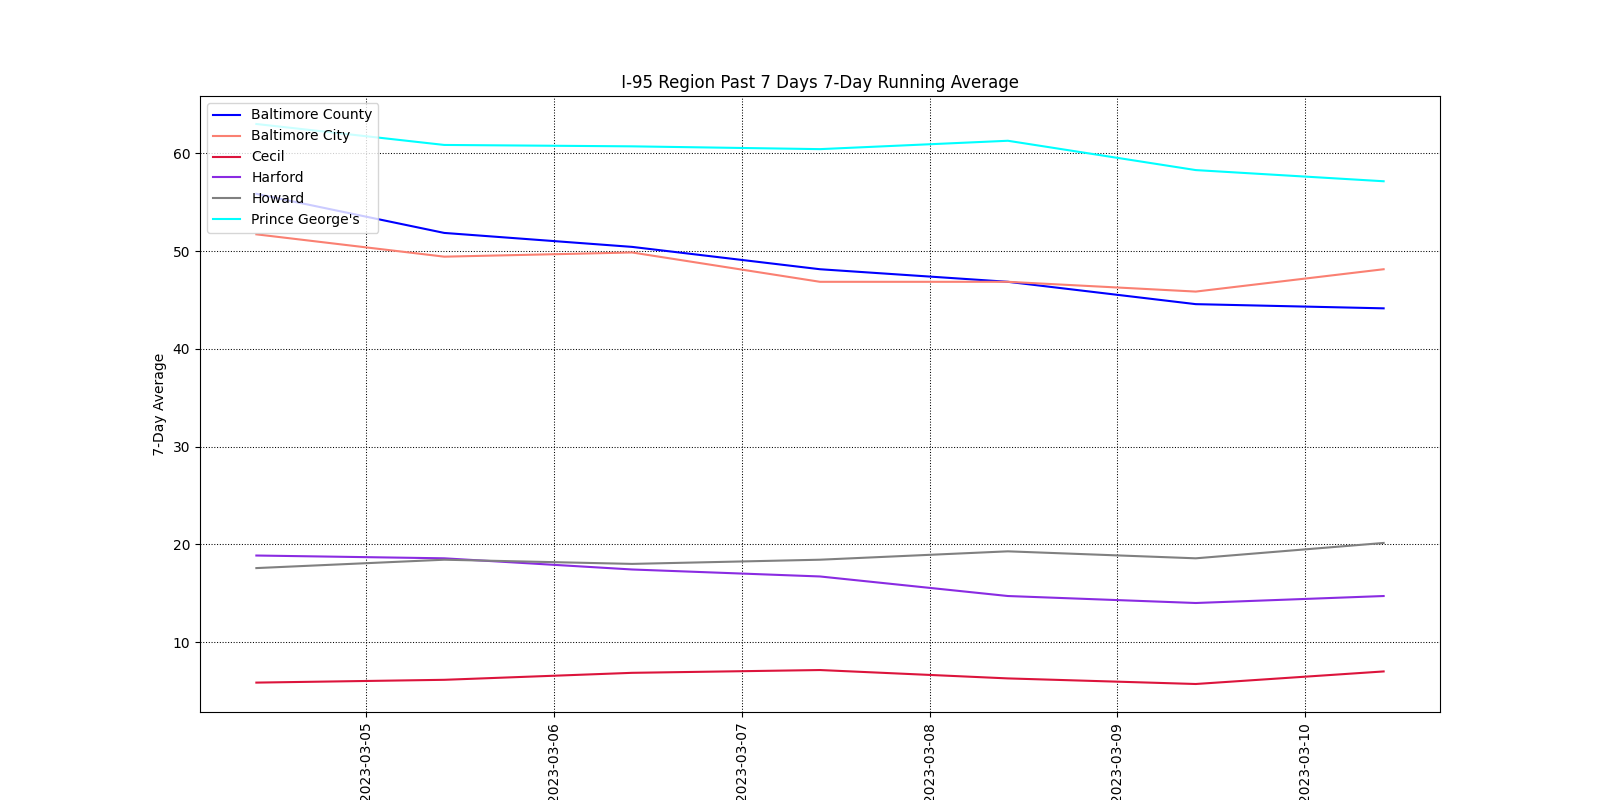 I-95 Region Past 7 Days 7-Day Running Average
Baltimore County
Baltimore City
Cecil
Harford
Howard
Prince George's
60
50
40
30
20
10
7-Day Average
2023-03-05
2023-03-06
2023-03-07
2023-03-08
2023-03-09
2023-03-10